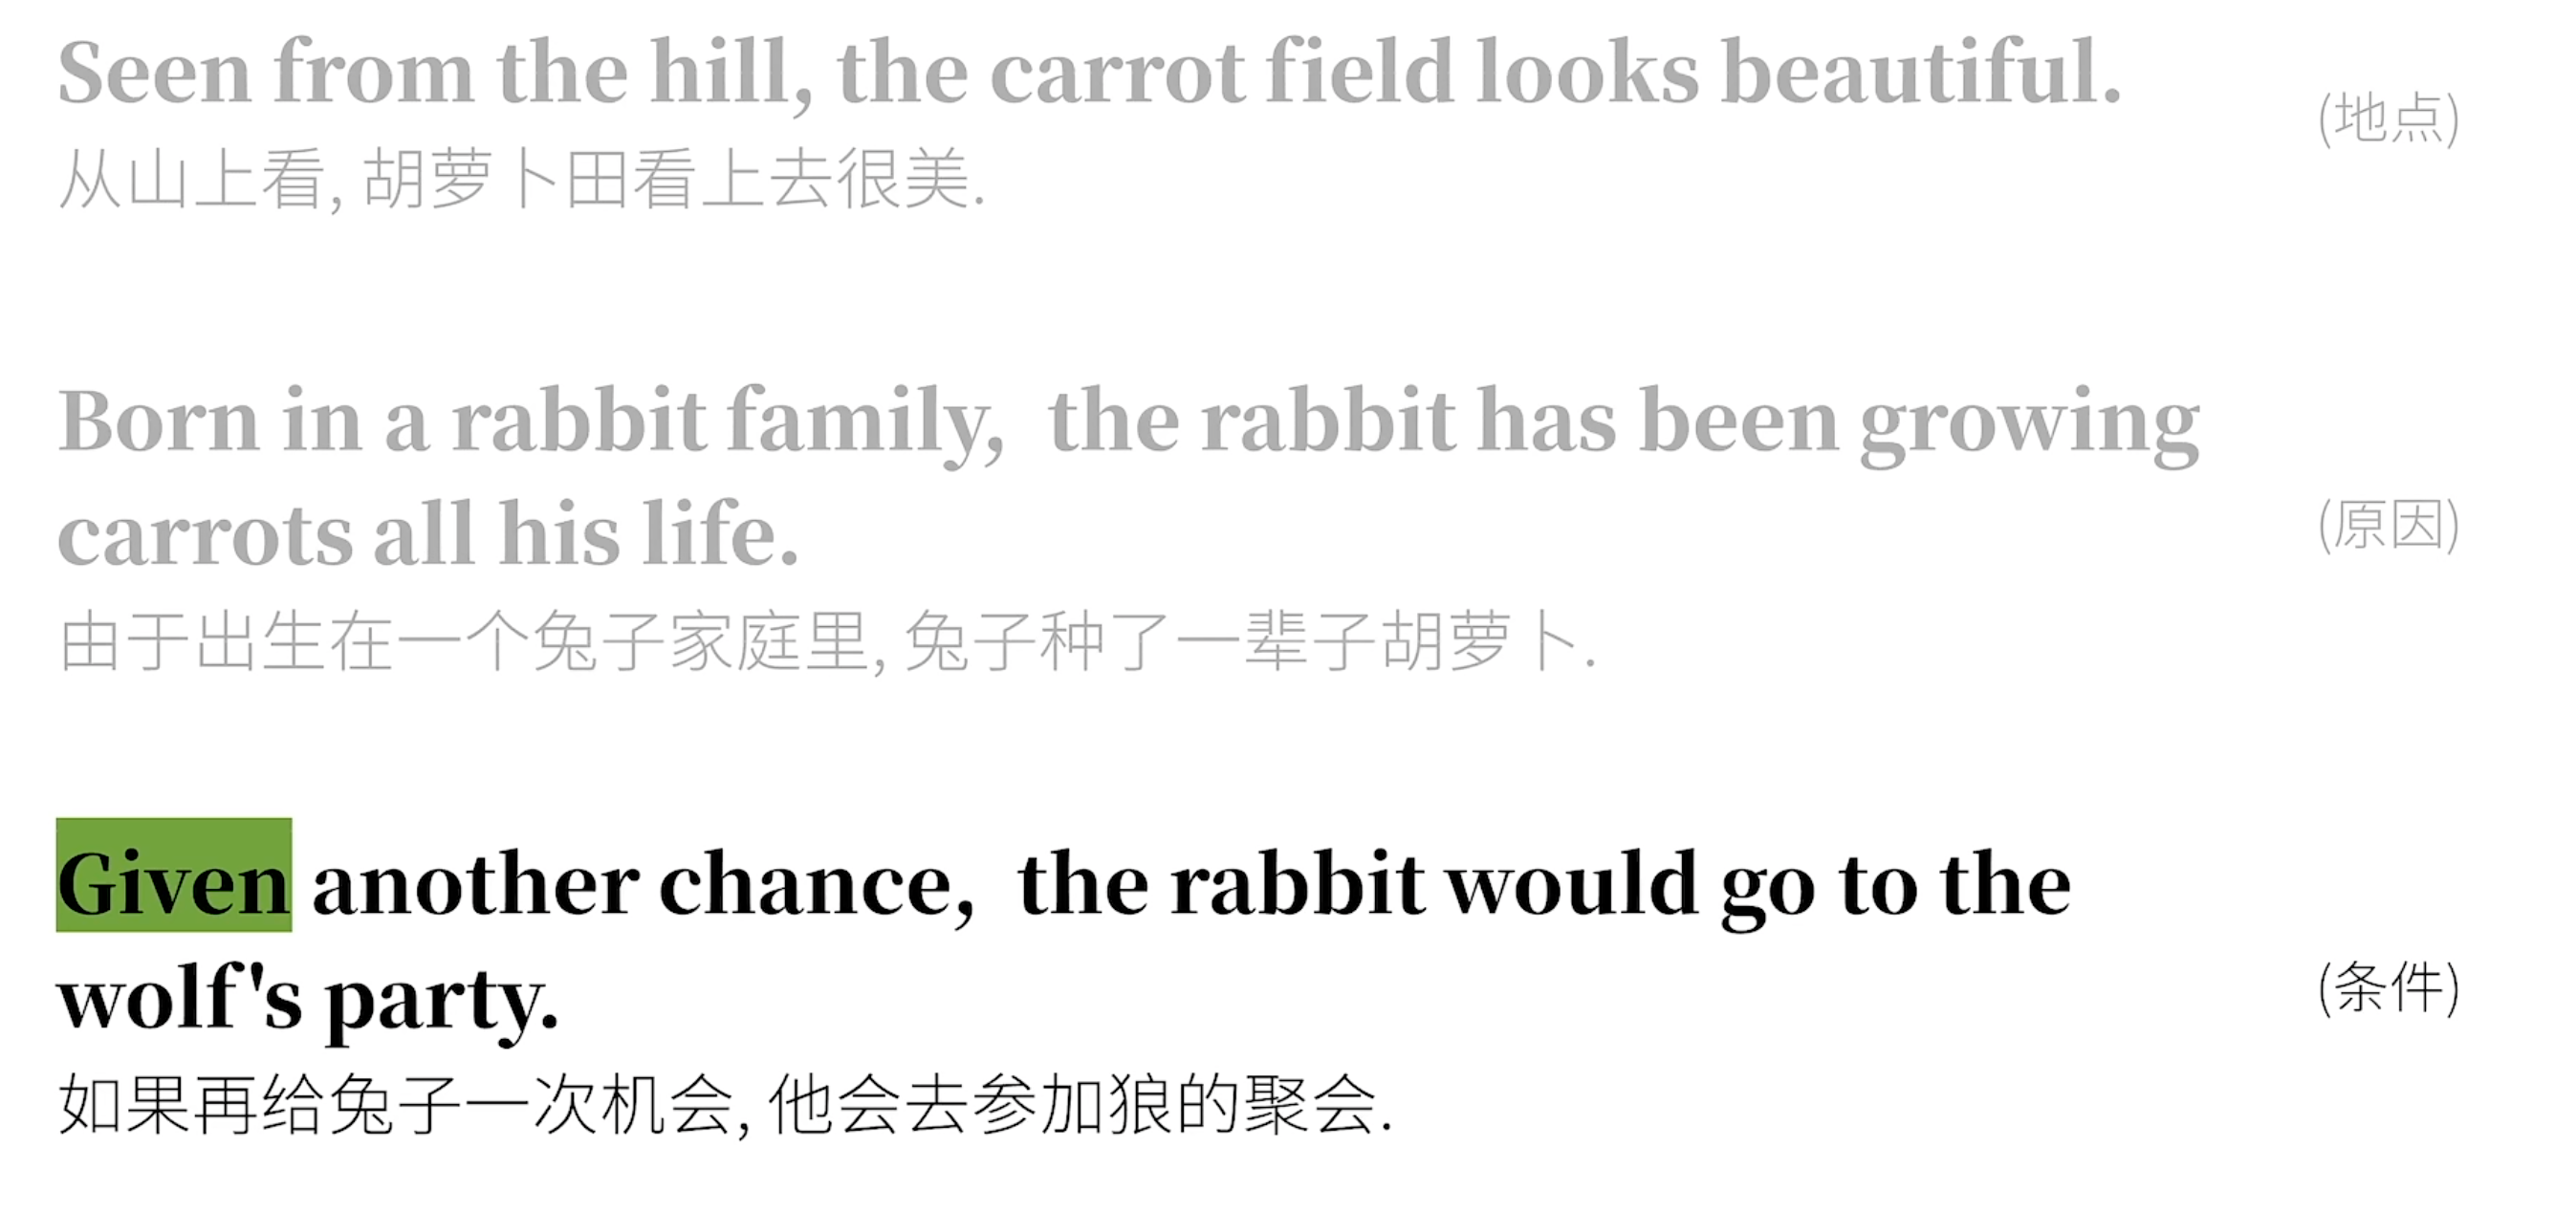 Seen from the hill, the carrot field looks beautiful.
(地点)
从山上看, 胡萝卜田看上去很美.
Born in a rabbit family,  the rabbit has been growing
carrots all his life.
(原因)
由于出生在一个兔子家庭里, 兔子种了一辈子胡萝卜.
Given another chance,  the rabbit would go to the
wolf's party.
(条件)
如果再给兔子一次机会, 他会去参加狼的聚会.